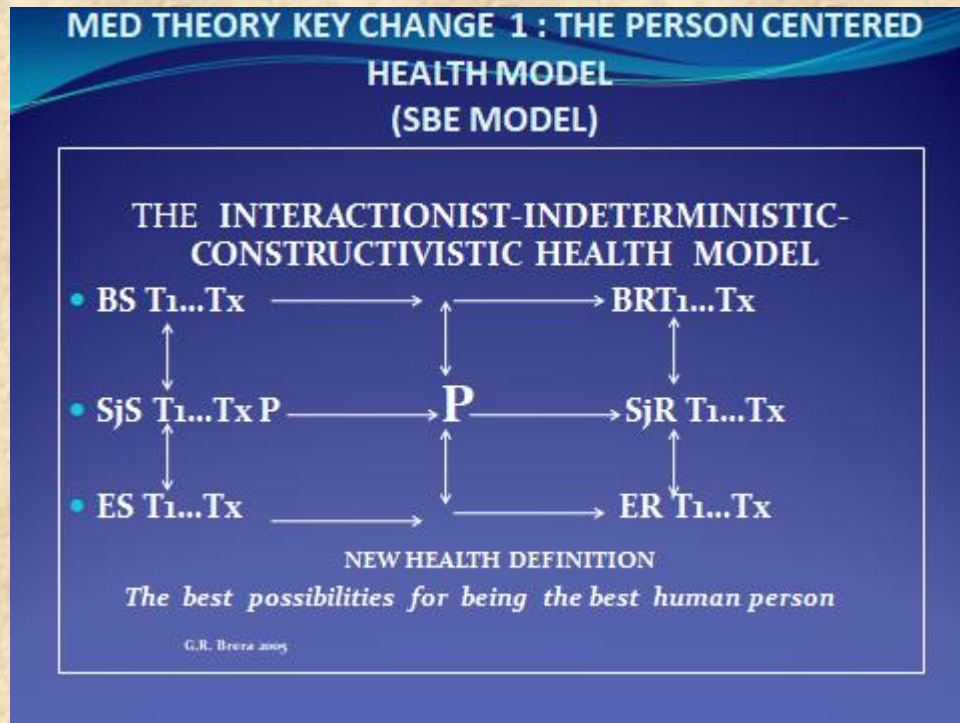 MED THEORY KEY CHANGE 1 : THE PERSON CENTERED
HEALTH MODEL
(SBE MODEL)
THE INTERACTIONIST-INDETERMINISTIC-
CONSTRUCTIVISTIC HEALTH MODEL
• BS T1...Tx BRT1...Tx
• SjS T1...Tx P P SjR T1...Tx
• ES T1...Tx ER T1...Tx
NEW HEALTH DEFINITION
The best possibilities for being the best human person
G.R. Brera 2005